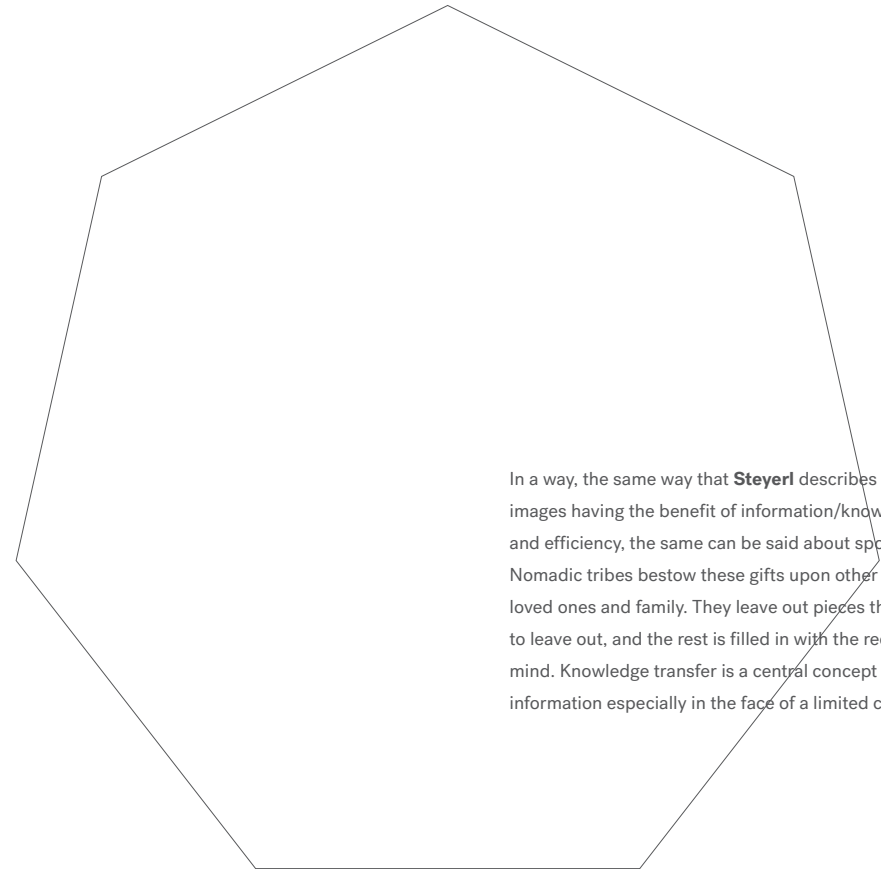 In a way, the same way that Steyerl describes
images having the benefit of information/know
and efficiency, the same can be said about spo
Nomadic tribes bestow these gifts upon other
loved ones and family. They leave out pieces th
to leave out, and the rest is filled in with the rec
mind. Knowledge transfer is a central concept
information especially in the face of a limited c